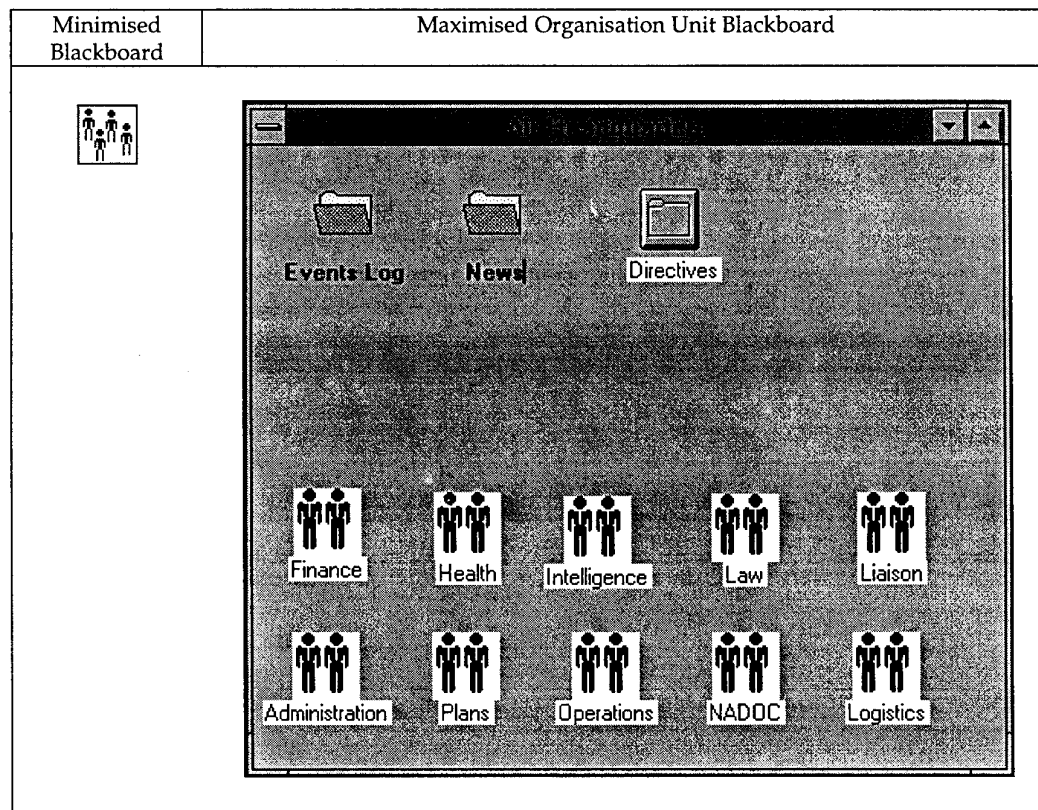 Minimised
Blackboard
Maximised Organisation Unit Blackboard
Events Log
News
Directives
Finance
Health
Intelligence
Law
Liaison
Administration
Plans
Operations
NADOC
Logistics